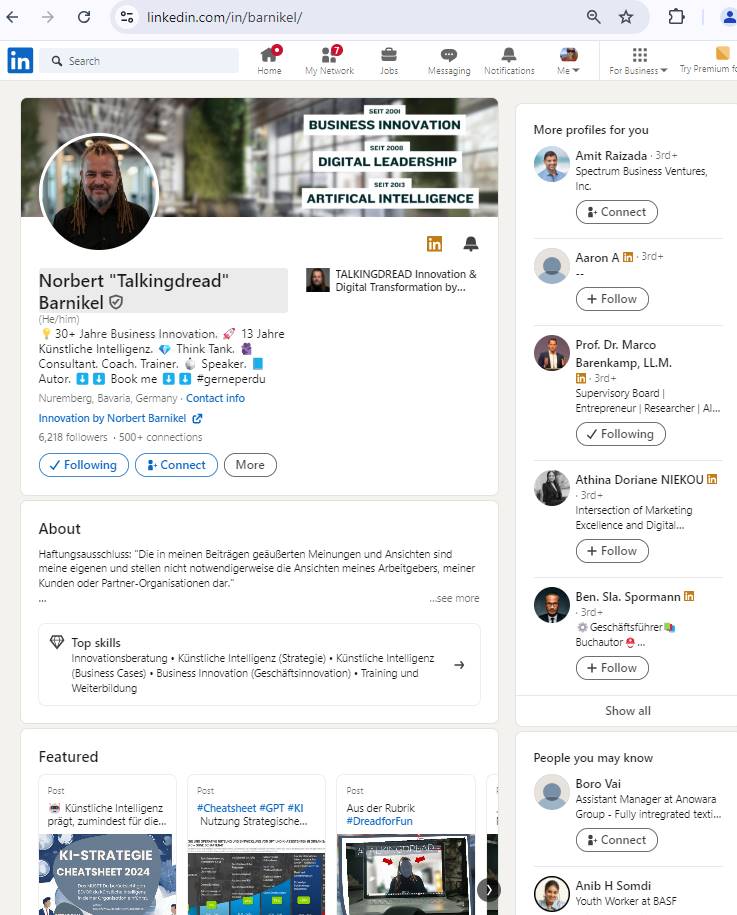 linkedin.com/in/barnikel/
in
Search
Home
7
My Network
Jobs
Messaging
Notifications
Me
For Business
Try Premium fo
SEIT 2001
BUSINESS INNOVATION
SEIT 2008
DIGITAL LEADERSHIP
SEIT 2013
ARTIFICAL INTELLIGENCE
in
Norbert "Talkingdread"
Barnikel
(He/him)
💡30+ Jahre Business Innovation. 🚀 13 Jahre
Künstliche Intelligenz. 💎 Think Tank.
Consultant. Coach. Trainer. Speaker. 📘
Autor. ⬇️⬇️ Book me ⬇️⬇️ #gerneperdu
Nuremberg, Bavaria, Germany · Contact info
Innovation by Norbert Barnikel
6,218 followers · 500+ connections
Following
Connect
More
TALKINGDREAD Innovation &
Digital Transformation by...
About
Haftungsausschluss: "Die in meinen Beiträgen geäußerten Meinungen und Ansichten sind
meine eigenen und stellen nicht notwendigerweise die Ansichten meines Arbeitgebers, meiner
Kunden oder Partner-Organisationen dar."
...
...see more
Top skills
Innovationsberatung • Künstliche Intelligenz (Strategie) • Künstliche Intelligenz
(Business Cases) • Business Innovation (Geschäftsinnovation) • Training und
Weiterbildung
Featured
Post
Künstliche Intelligenz
prägt, zumindest für die...
KI-STRATEGIE
CHEATSHEET 2024
Post
#Cheatsheet #GPT #KI
Nutzung Strategische...
Post
Aus der Rubrik
#DreadforFun
TALKINGDREAD
More profiles for you
Amit Raizada · 3rd+
Spectrum Business Ventures,
Inc.
Connect
Aaron A in · 3rd+
--
+ Follow
Prof. Dr. Marco
Barenkamp, LL.M.
in · 3rd+
Supervisory Board |
Entrepreneur | Researcher | AI...
Following
Athina Doriane NIEKOU in
· 3rd+
Intersection of Marketing
Excellence and Digital...
+ Follow
Ben. Sla. Spormann in
· 3rd+
⚙️Geschäftsführer
Buchautor ...
+ Follow
Show all
People you may know
Boro Vai
Assistant Manager at Anowara
Group - Fully intregrated texti...
Connect
Anib H Somdi
Youth Worker at BASF